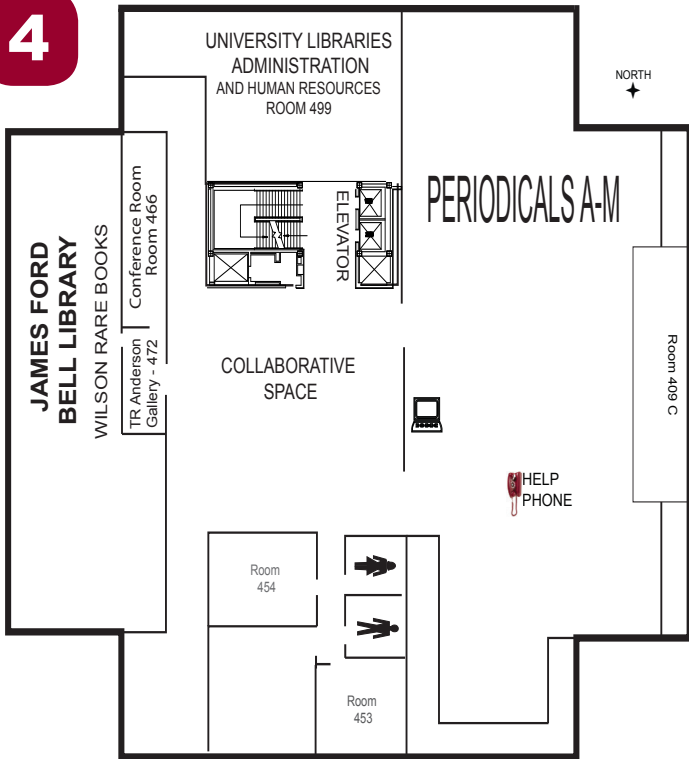 4
UNIVERSITY LIBRARIES
ADMINISTRATION
AND HUMAN RESOURCES
ROOM 499
NORTH
PERIODICALS A-M
ELEVATOR
Conference Room
Room 466
JAMES FORD
BELL LIBRARY
WILSON RARE BOOKS
TR Anderson
Gallery - 472
COLLABORATIVE
SPACE
Room 409 C
HELP
PHONE
Room
454
Room
453